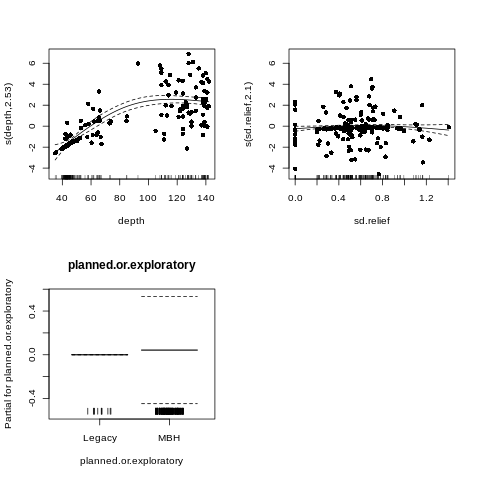 s(depth,2.53)
6
4
2
0
-2
-4
40 60 80 100 120 140
depth
s(sd.relief,2.1)
6
4
2
0
-2
-4
0.0 0.4 0.8 1.2
sd.relief
planned.or.exploratory
Partial for planned.or.exploratory
0.4
0.0
-0.4
Legacy MBH
planned.or.exploratory